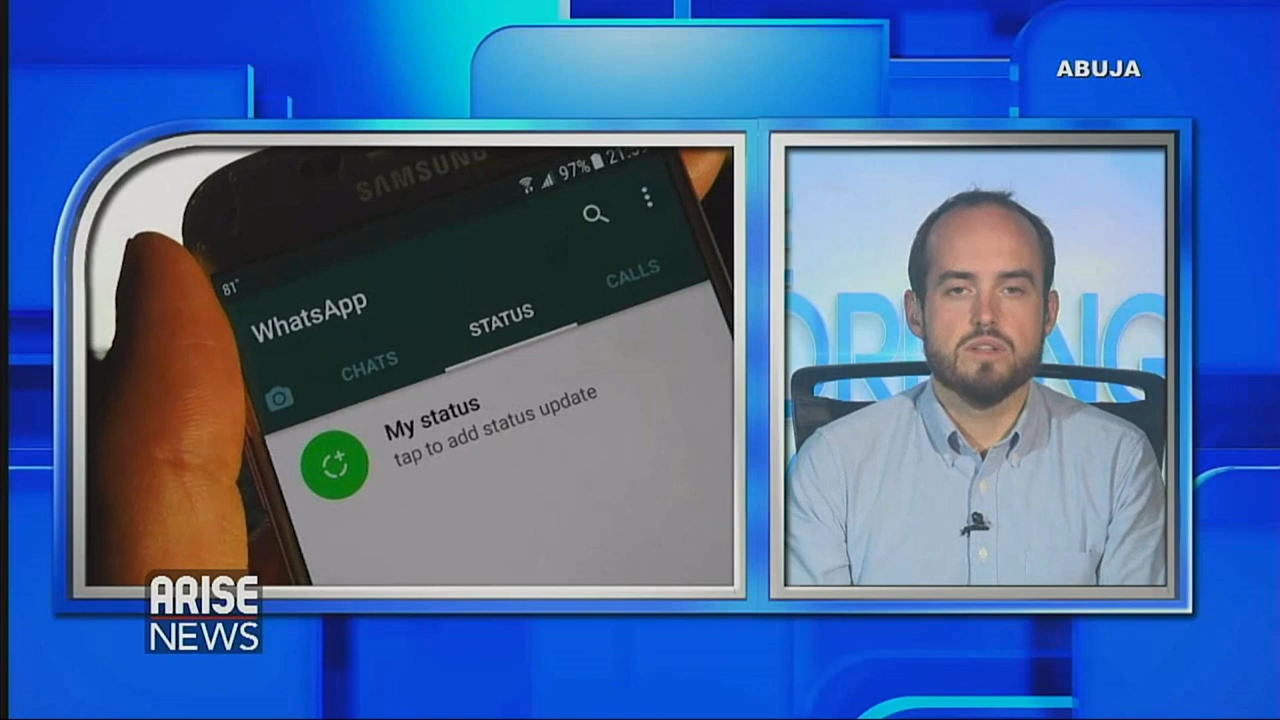 ABUJA
SAMSUNG
97%
81°
WhatsApp
CHATS
STATUS
CALLS
My status
tap to add status update
ARISE
NEWS